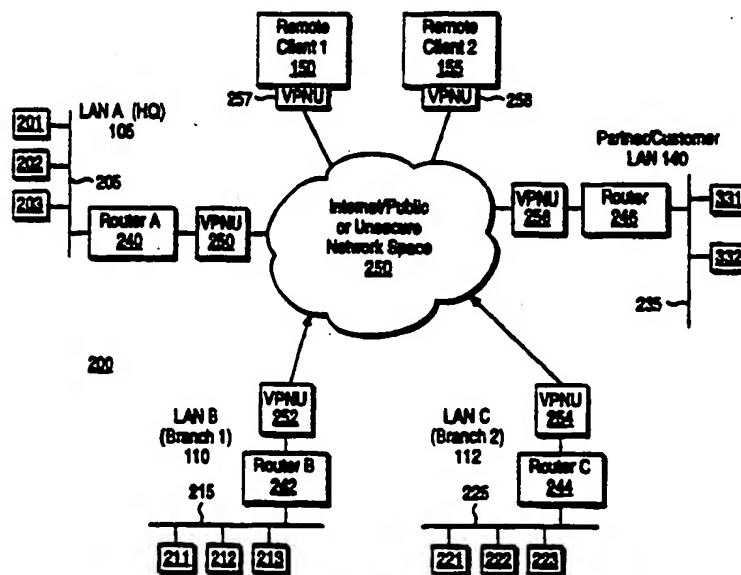 Remote
Client 1
150
VPNU
257
Remote
Client 2
155
VPNU
258
LAN A (HQ)
105
201
202
203
205
Router A
240
VPNU
250
Internet/Public
or Unsecure
Network Space
250
Partner/Customer
LAN 140
VPNU
Router
331
332
235
200
LAN B
(Branch 1)
110
VPNU
252
Router B
242
215
211
212
213
LAN C
(Branch 2)
112
VPNU
254
Router C
244
225
221
222
223